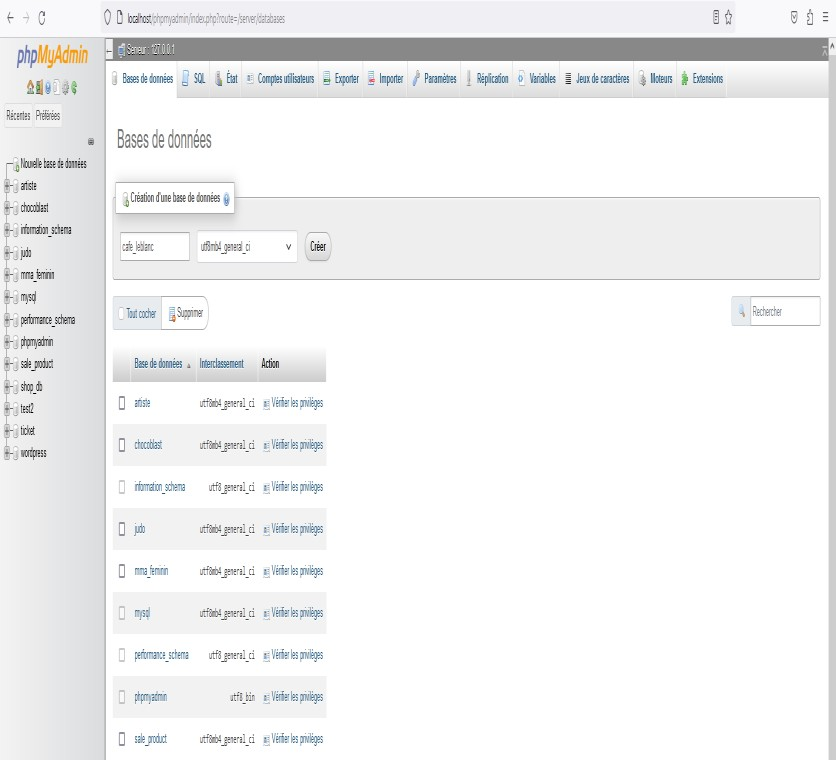 localhost/phpmyadmin/index.php?route=/server/databases
phpMyAdmin
Récentes Préférées
Nouvelle base de données
artiste
chocoblast
information_schema
judo
mma_feminin
mysql
performance_schema
phpmyadmin
sale_product
shop_db
test2
ticket
wordpress
Serveur : 127.0.0.1
Bases de données SQL État Comptes utilisateurs Exporter Importer Paramètres Réplication Variables Jeux de caractères Moteurs Extensions
Bases de données
Création d'une base de données
cafe_leblanc utf8mb4_general_ci Créer
Tout cocher Supprimer Rechercher
Base de données Interclassement Action
artiste utf8mb4_general_ci Vérifier les privilèges
chocoblast utf8mb4_general_ci Vérifier les privilèges
information_schema utf8_general_ci Vérifier les privilèges
judo utf8mb4_general_ci Vérifier les privilèges
mma_feminin utf8mb4_general_ci Vérifier les privilèges
mysql utf8mb4_general_ci Vérifier les privilèges
performance_schema utf8_general_ci Vérifier les privilèges
phpmyadmin utf8_bin Vérifier les privilèges
sale_product utf8mb4_general_ci Vérifier les privilèges